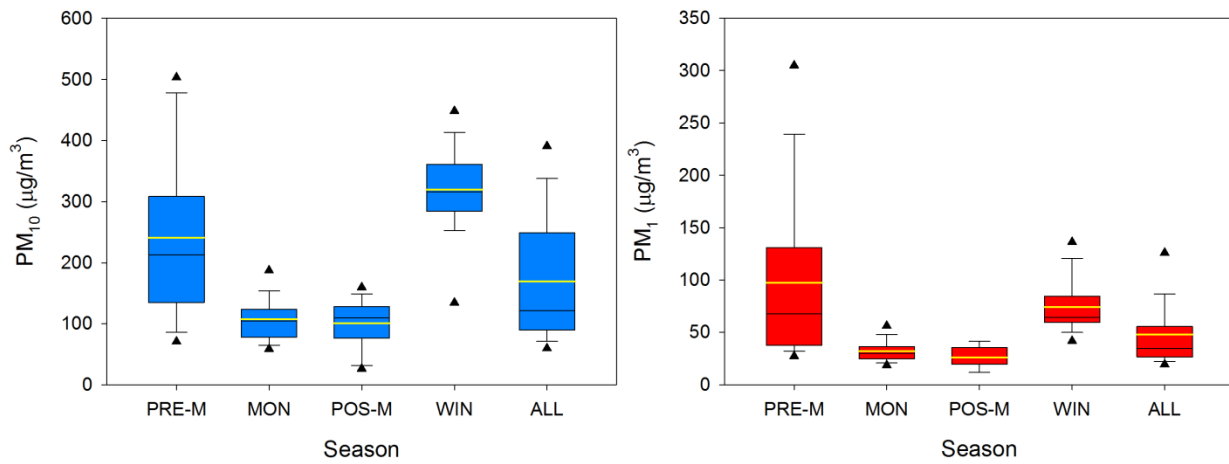 600
500
400
300
200
100
0
PM10 (µg/m3)
PRE-M MON POS-M WIN ALL
Season
350
300
250
200
150
100
50
0
PM1 (µg/m3)
PRE-M MON POS-M WIN ALL
Season